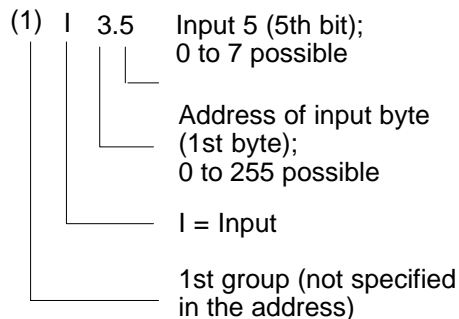 (1) I 3.5 Input 5 (5th bit);
0 to 7 possible
Address of input byte
(1st byte);
0 to 255 possible
I = Input
1st group (not specified
in the address)